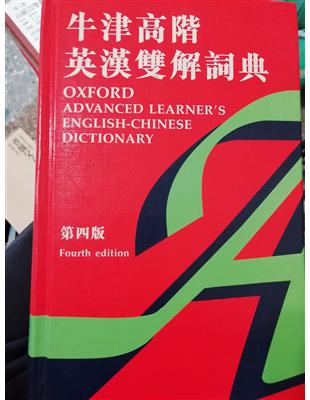 牛津高階
英漢雙解詞典
OXFORD
ADVANCED LEARNER'S
ENGLISH-CHINESE
DICTIONARY
第四版
Fourth edition